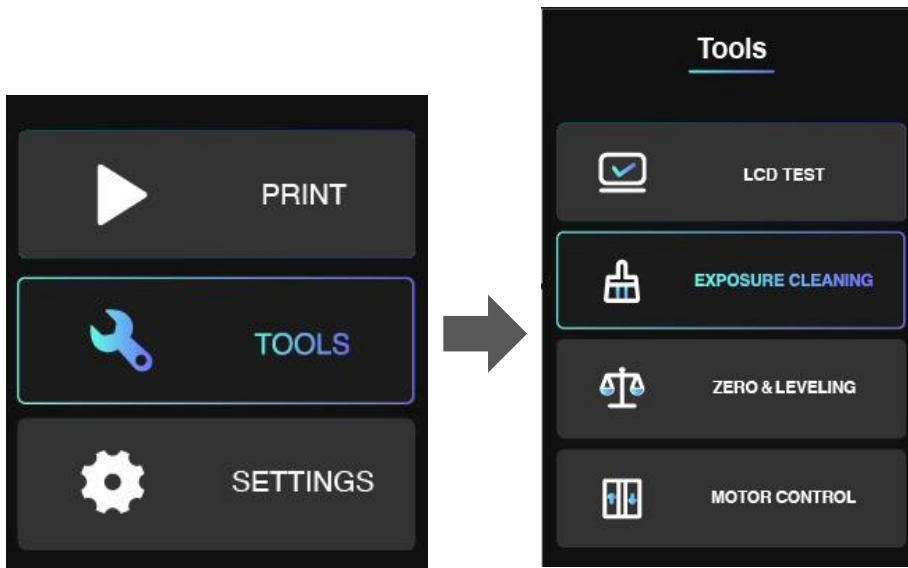 PRINT
TOOLS
SETTINGS
Tools
LCD TEST
EXPOSURE CLEANING
ZERO & LEVELING
MOTOR CONTROL